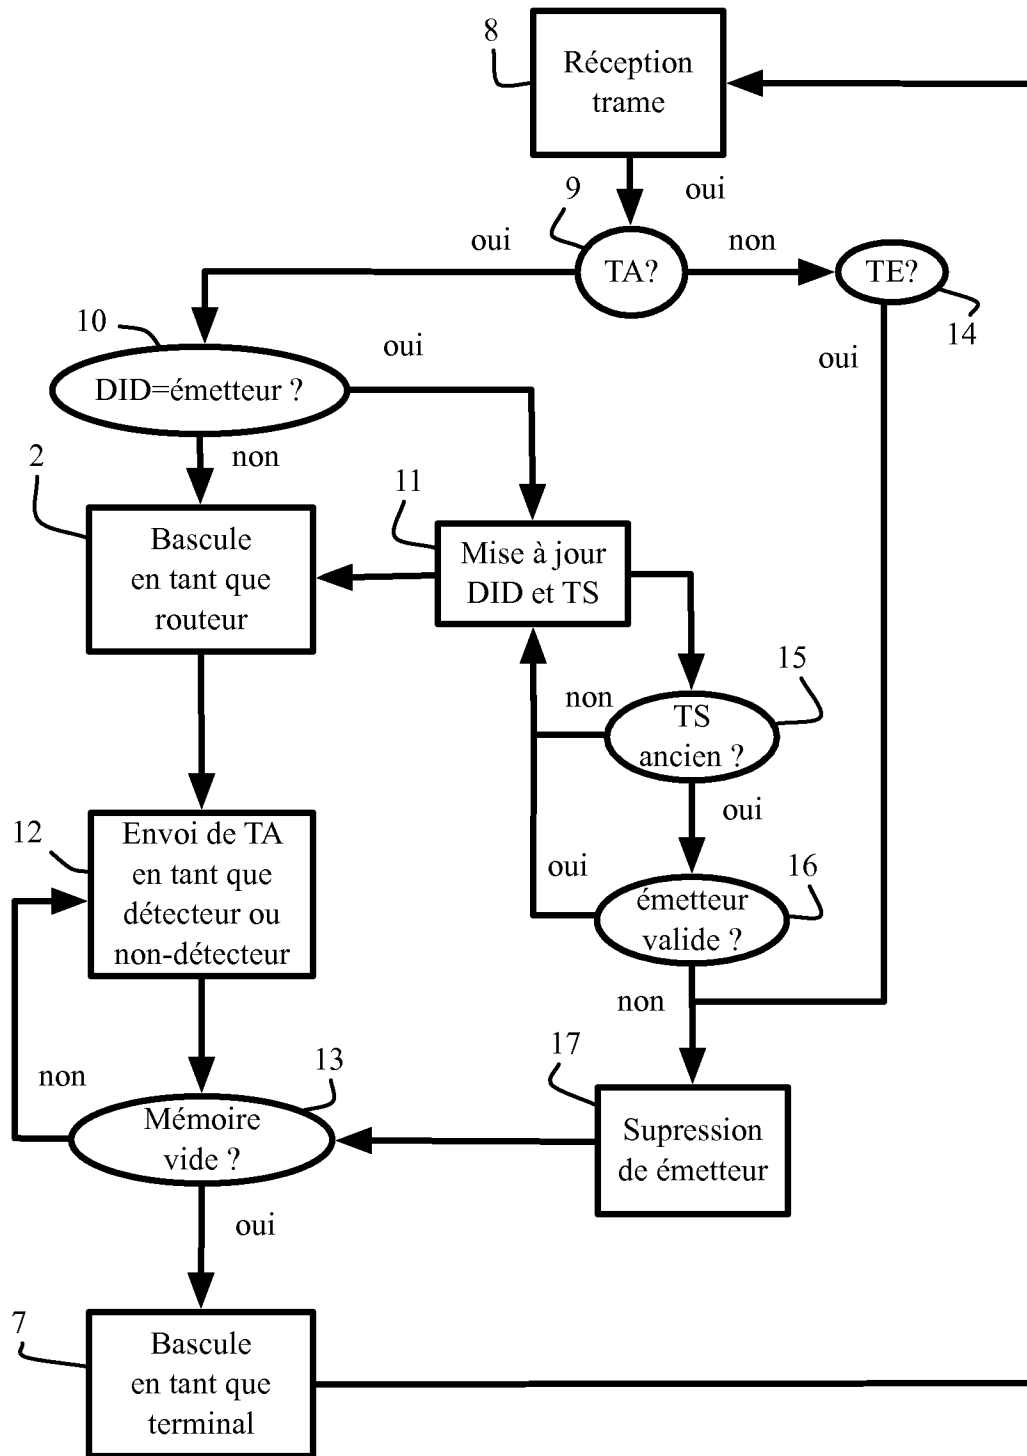 8
Réception
trame
9
oui
oui
TA?
non
TE?
14
10
oui
oui
DID=émetteur ?
2
non
11
Bascule
en tant que
routeur
Mise à jour
DID et TS
15
non
TS
ancien ?
12
Envoi de TA
en tant que
détecteur ou
non-détecteur
oui
oui
16
émetteur
valide ?
non
17
non
13
Mémoire
vide ?
Supression
de émetteur
oui
7
Bascule
en tant que
terminal